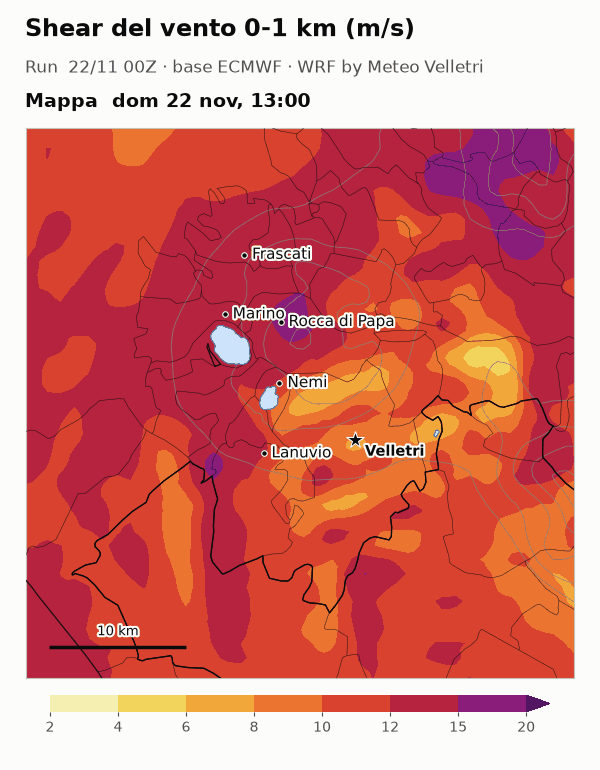 Shear del vento 0-1 km (m/s)
Run  22/11 00Z · base ECMWF · WRF by Meteo Velletri
Mappa  dom 22 nov, 13:00
Frascati
Marino
Rocca di Papa
Nemi
Velletri
Lanuvio
10 km
2 4 6 8 10 12 15 20